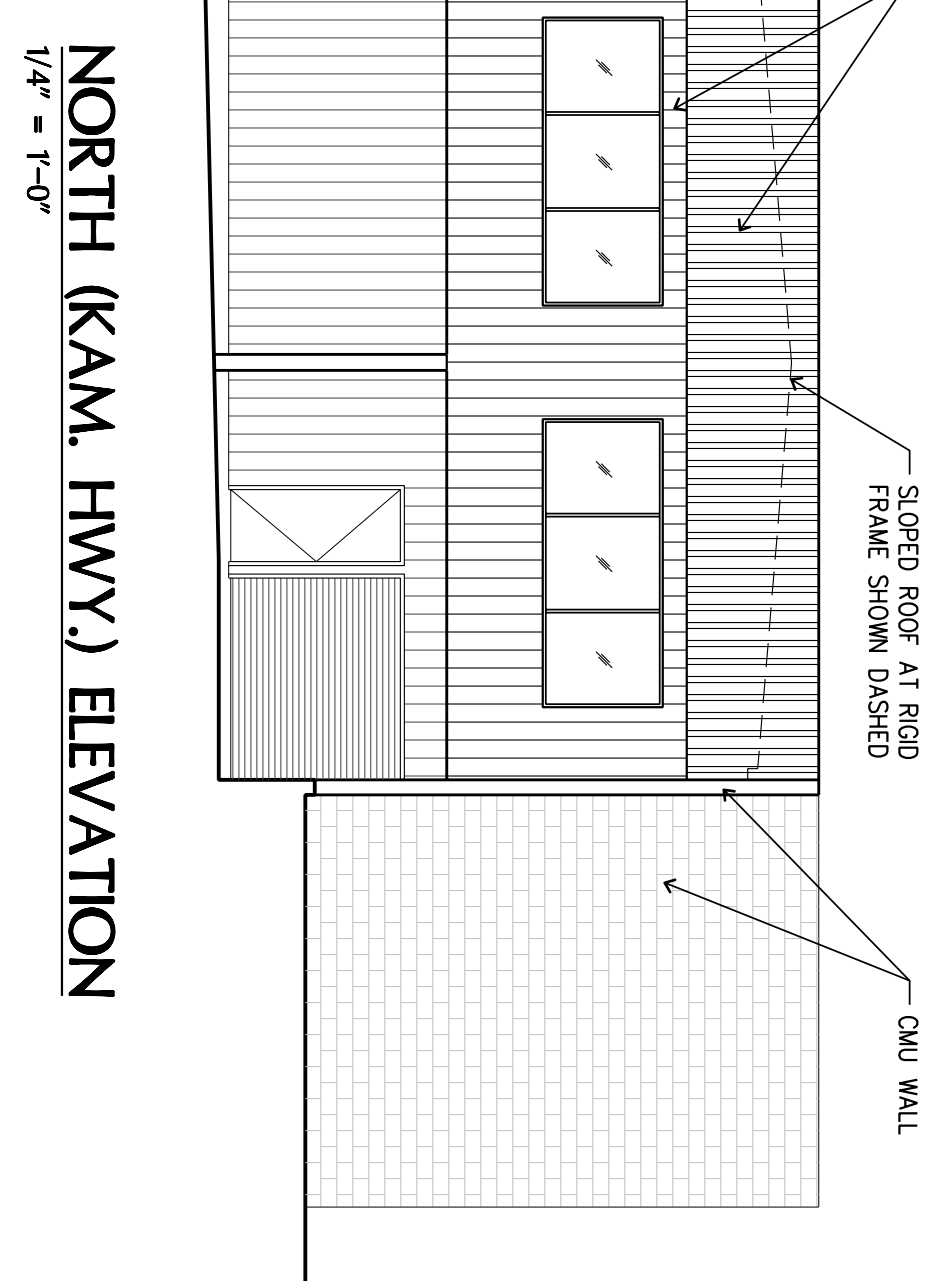 SLOPED ROOF AT RIGID
FRAME SHOWN DASHED
CMU WALL
NORTH (KAM. HWY.) ELEVATION
1/4" = 1'-0"